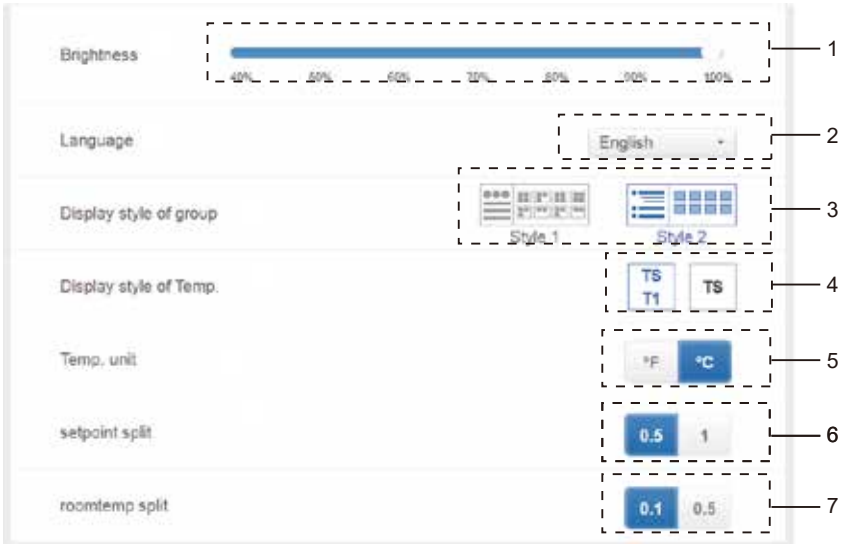 Brightness
1
40% 50% 60% 70% 80% 90% 100%
Language English 2
Display style of group 3
Style 1 Style 2
Display style of Temp. TS T1 TS 4
Temp. unit °F °C 5
setpoint split 0.5 1 6
roomtemp split 0.1 0.5 7